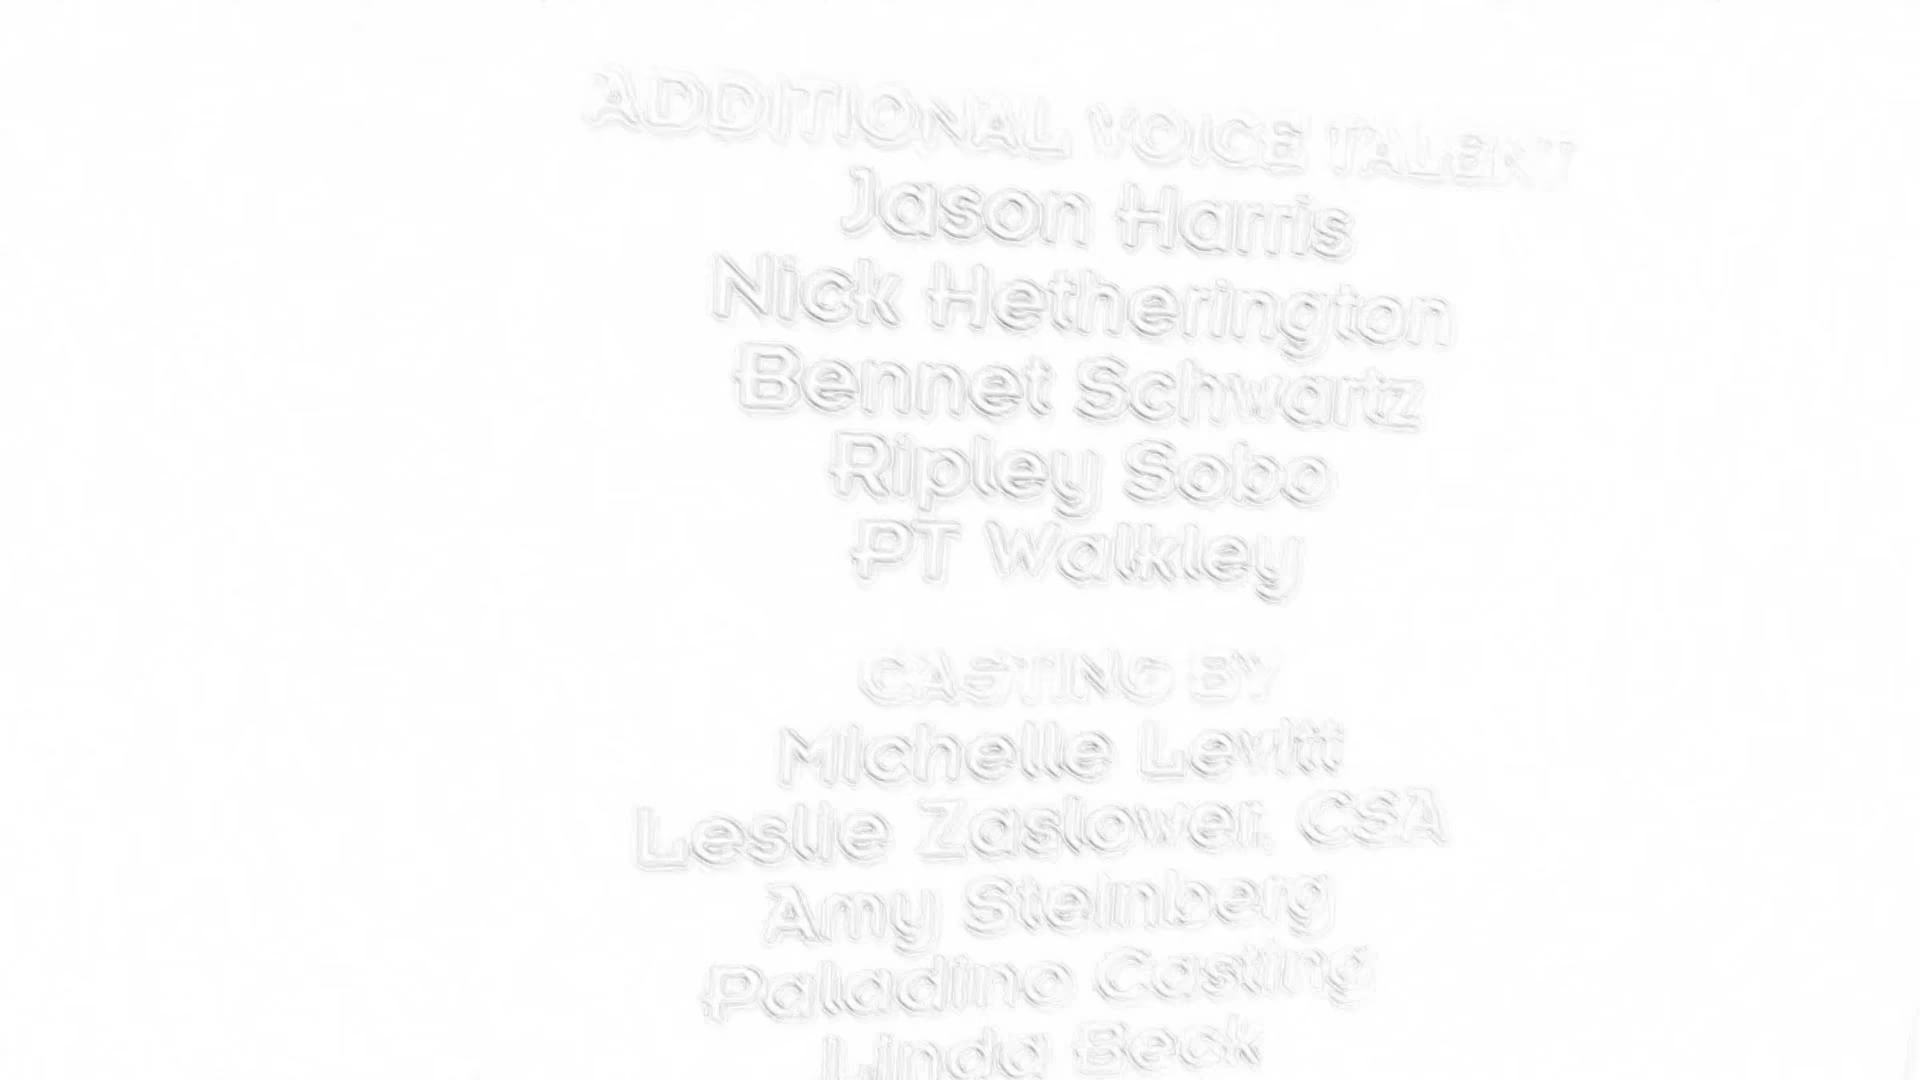 ADDITIONAL VOICE TALENT
Jason Harris
Nick Hetherington
Bennet Schwartz
Ripley Sobo
PT Walkley
CASTING BY
Michelle Levitt
Leslie Zaslower, CSA
Amy Steinberg
Paladino Casting
Linda Beck